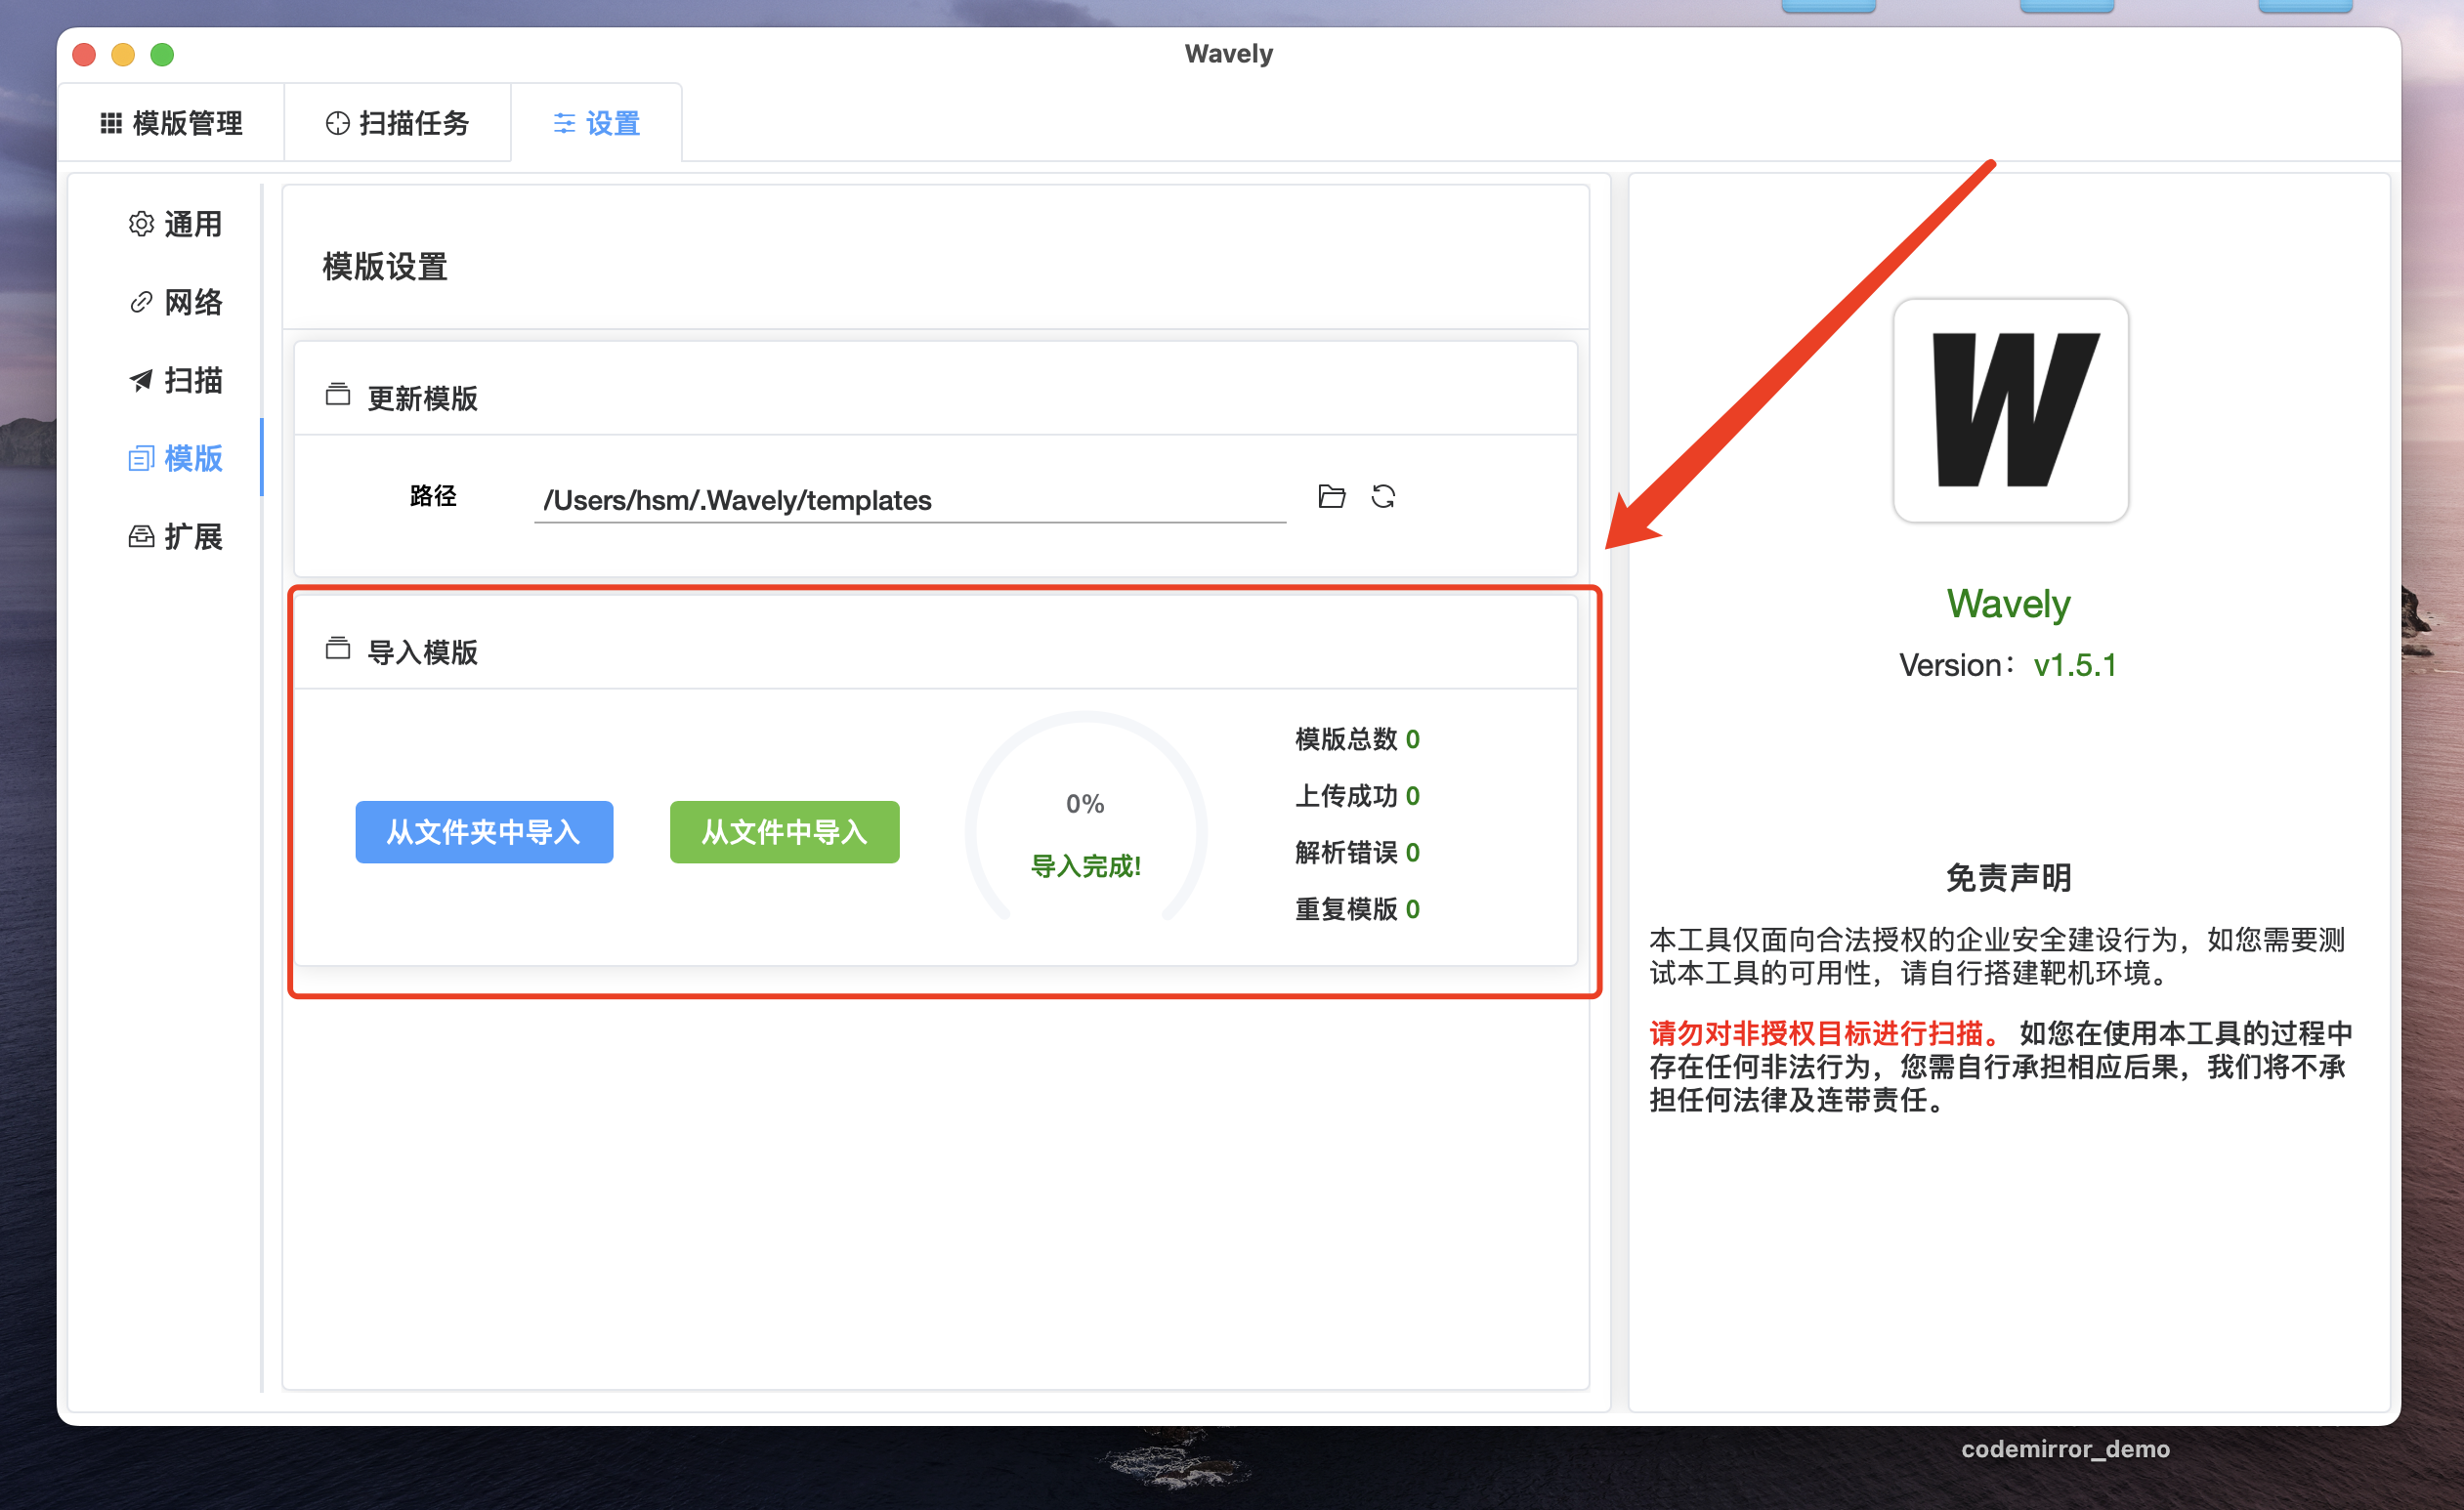 Wavely
模版管理
扫描任务
设置
通用
网络
扫描
模版
扩展
模版设置
更新模版
路径
/Users/hsm/.Wavely/templates
导入模版
从文件夹中导入
从文件中导入
0%
导入完成!
模版总数 0
上传成功 0
解析错误 0
重复模版 0
W
Wavely
Version： v1.5.1
免责声明
本工具仅面向合法授权的企业安全建设行为，如您需要测
试本工具的可用性，请自行搭建靶机环境。
请勿对非授权目标进行扫描。 如您在使用本工具的过程中
存在任何非法行为，您需自行承担相应后果，我们将不承
担任何法律及连带责任。
codemirror_demo